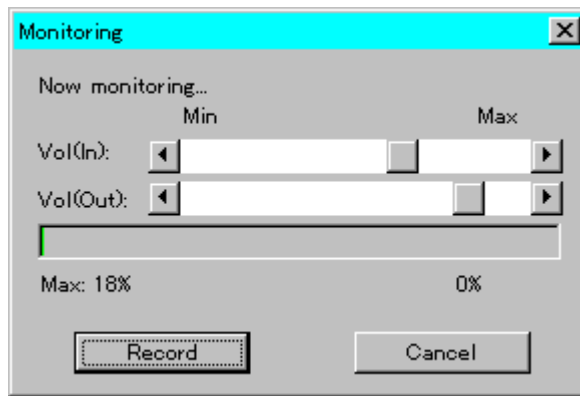 Monitoring
Now monitoring...
Min Max
Vol(In):
Vol(Out):
Max: 18% 0%
Record Cancel